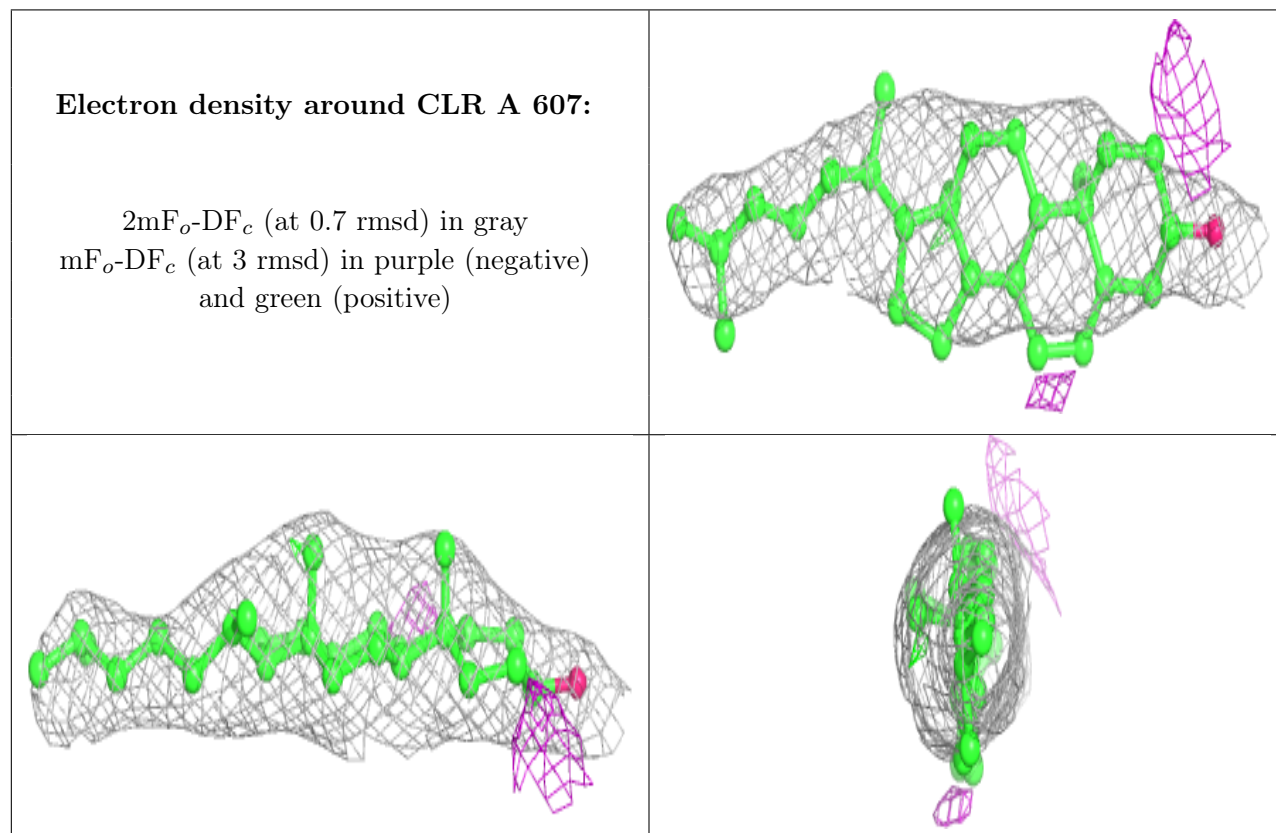 Electron density around CLR A 607:
2mF$_o$-DF$_c$ (at 0.7 rmsd) in gray
mF$_o$-DF$_c$ (at 3 rmsd) in purple (negative)
and green (positive)